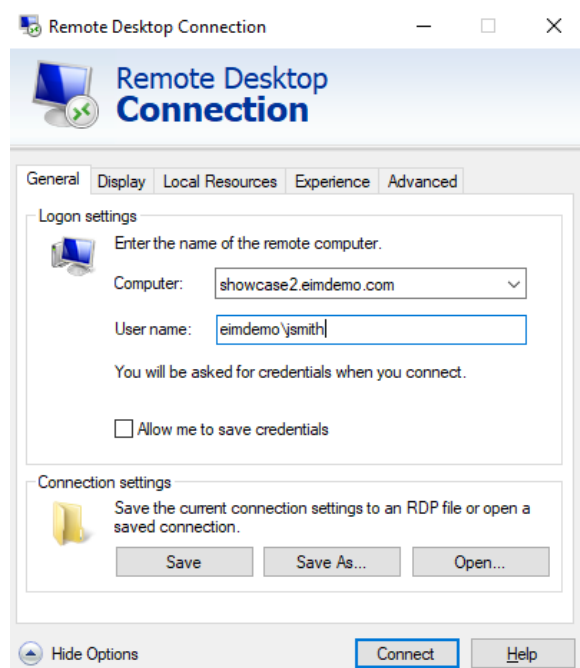 Remote Desktop Connection
Remote Desktop
Connection
General Display Local Resources Experience Advanced
Logon settings
Enter the name of the remote computer.
Computer: showcase2.eimdemo.com
User name: eimdemo\jsmith
You will be asked for credentials when you connect.
Allow me to save credentials
Connection settings
Save the current connection settings to an RDP file or open a
saved connection.
Save Save As... Open...
Hide Options Connect Help